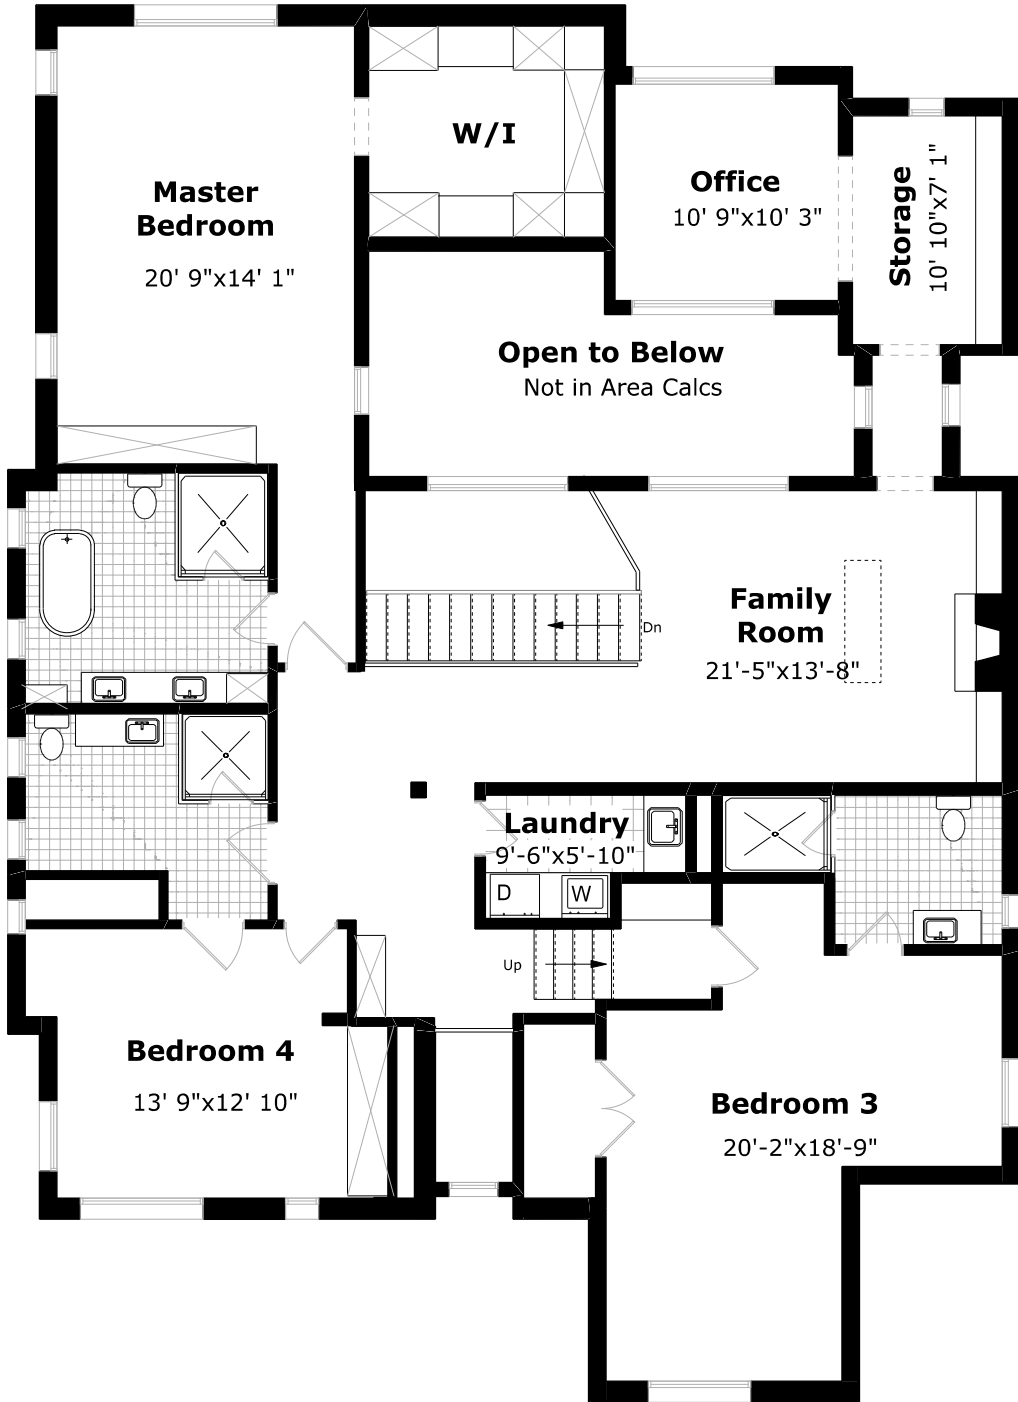 W/I
Master
Bedroom
20' 9"x14' 1"
Office
10' 9"x10' 3"
Storage
10' 10"x7' 1"
Open to Below
Not in Area Calcs
Family
Room
21'-5"x13'-8"
Dn
Laundry
9'-6"x5'-10"
D
W
Up
Bedroom 4
13' 9"x12' 10"
Bedroom 3
20'-2"x18'-9"